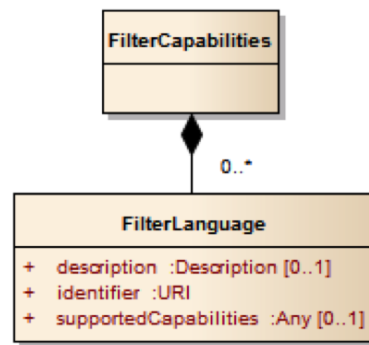 FilterCapabilities
0..*
FilterLanguage
+ description :Description [0..1]
+ identifier :URI
+ supportedCapabilities :Any [0..1]